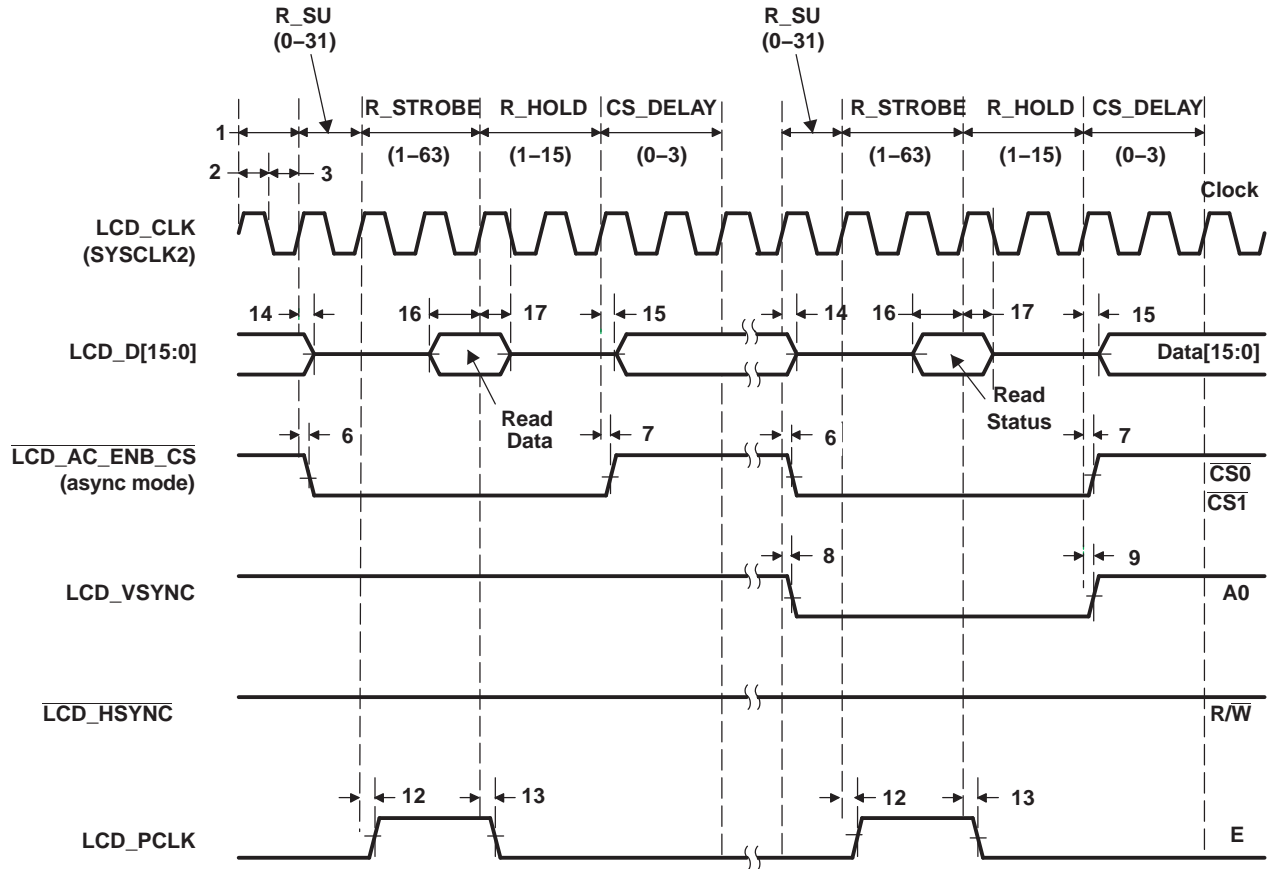 R_SU
(0–31)
R_SU
(0–31)
R_STROBE R_HOLD CS_DELAY R_STROBE R_HOLD CS_DELAY
1
(1–63) (1–15) (0–3) (1–63) (1–15) (0–3)
2 3
Clock
LCD_CLK
(SYSCLK2)
14 16 17 15 14 16 17 15
LCD_D[15:0] Data[15:0]
Read
Data
Read
Status
6 7 6 7
LCD_AC_ENB_CS
(async mode)
CS0
CS1
8 9
LCD_VSYNC A0
LCD_HSYNC R/W
12 13 12 13
LCD_PCLK E